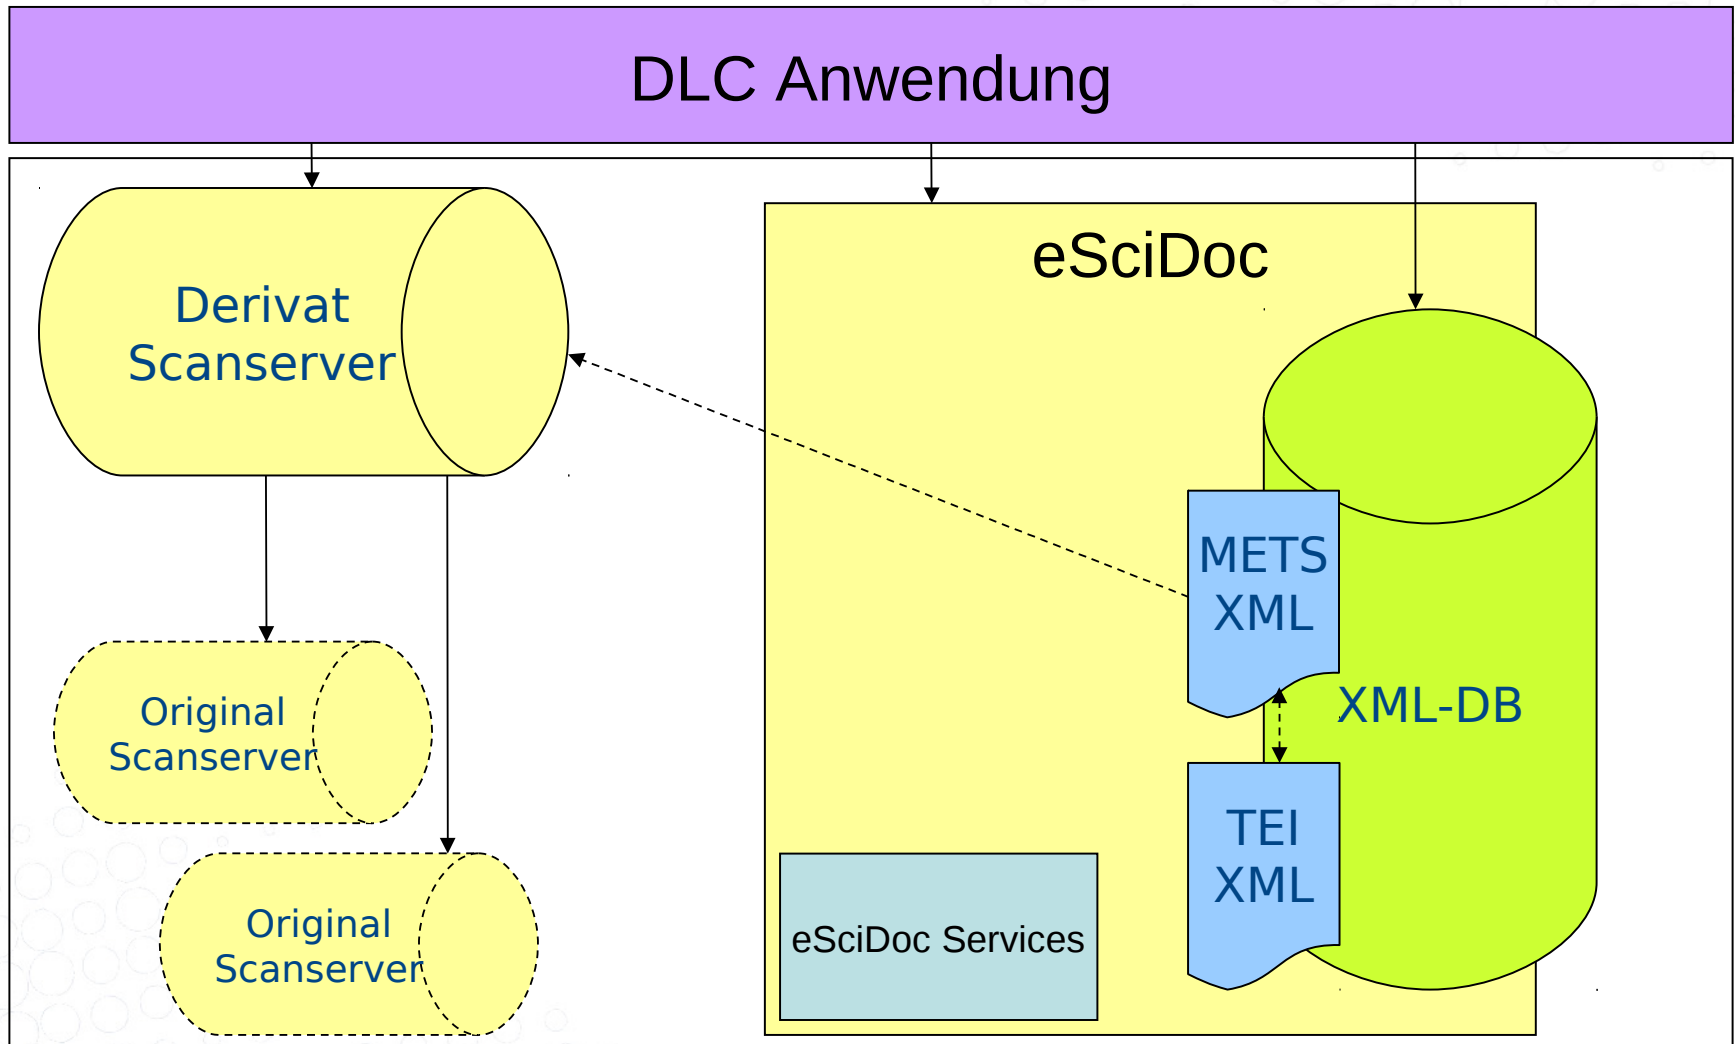 DLC Anwendung
eSciDoc
Derivat
Scanserver
METS
XML
XML-DB
Original
Scanserver
TEI
XML
Original
Scanserver
eSciDoc Services